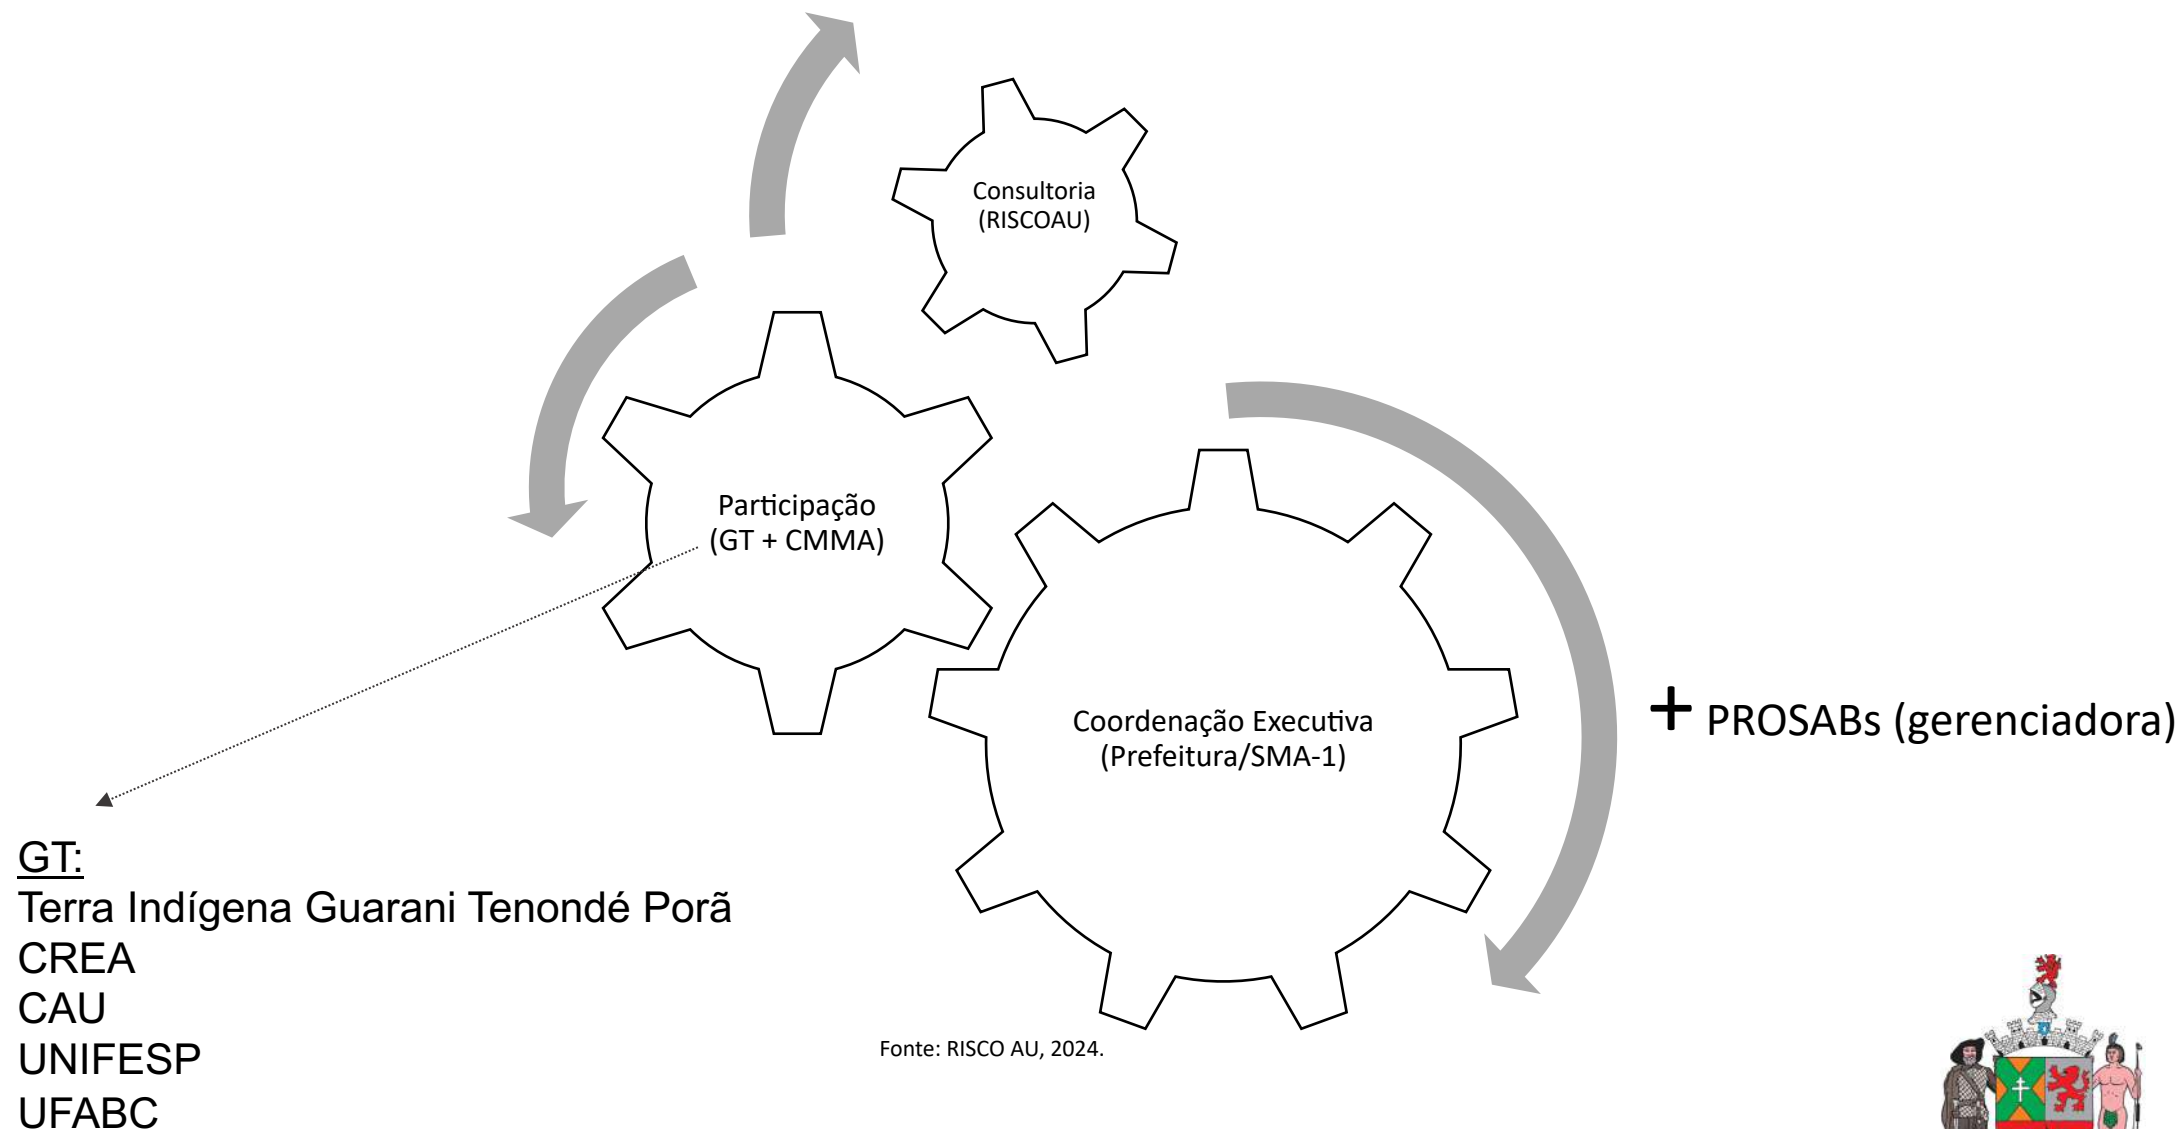 Consultoria
(RISCOAU)
Participação
(GT + CMMA)
Coordenação Executiva
(Prefeitura/SMA-1)
+ PROSABs (gerenciadora)
GT:
Terra Indígena Guarani Tenondé Porã
CREA
CAU
UNIFESP
UFABC
Fonte: RISCO AU, 2024.